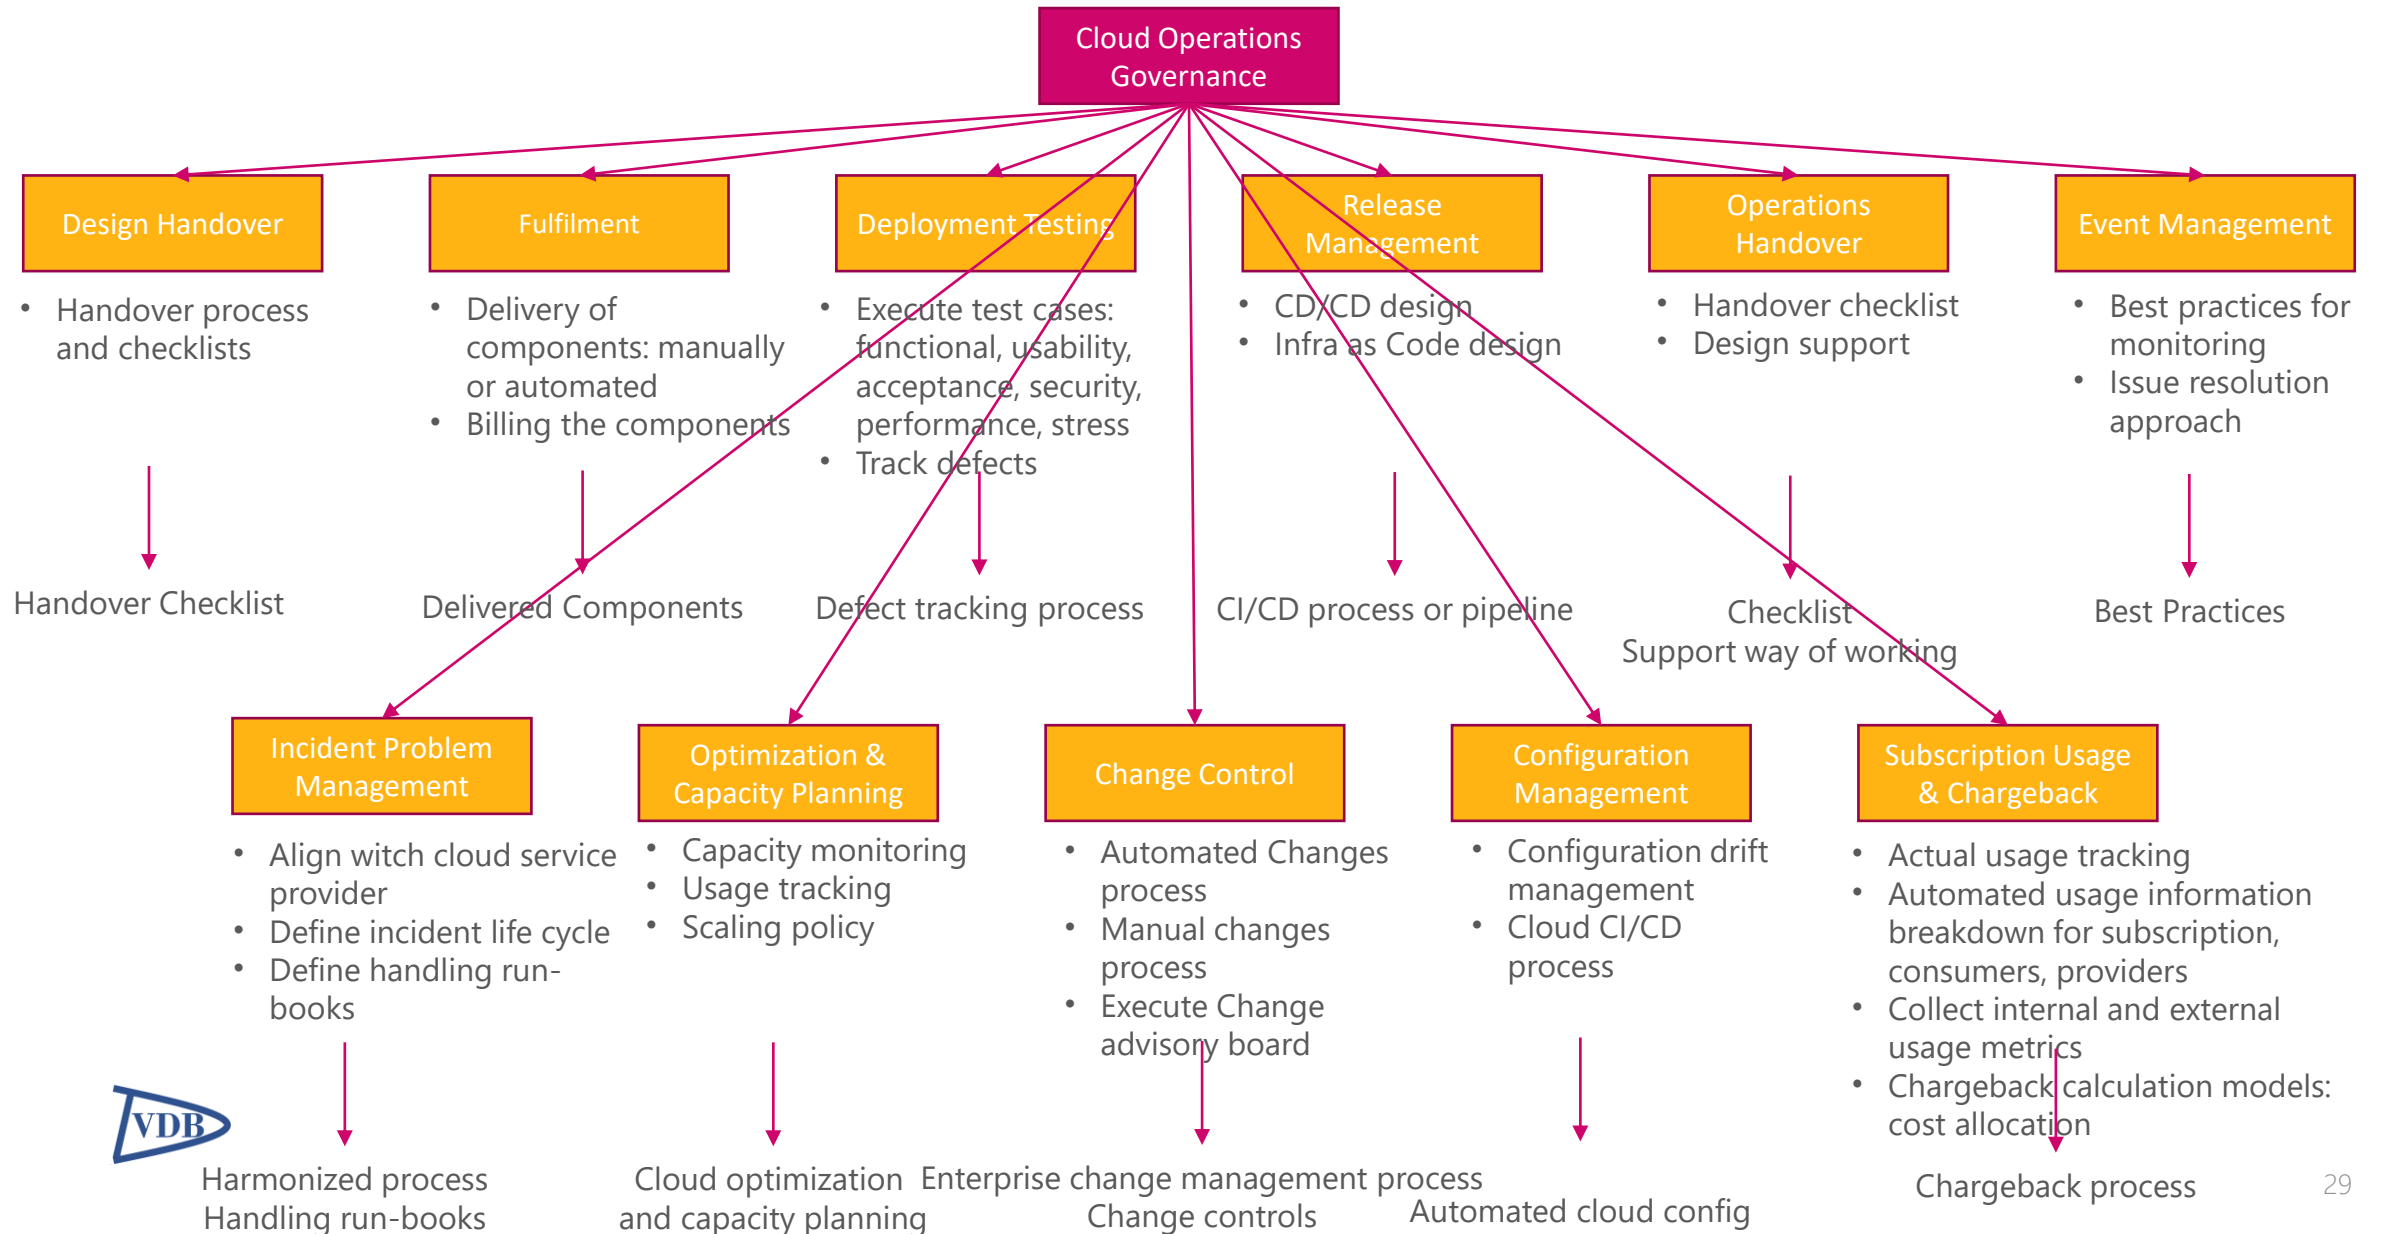 Cloud Operations
Governance
Design Handover
• Handover process
and checklists
Handover Checklist
Fulfilment
• Delivery of
components: manually
or automated
• Billing the components
Delivered Components
Deployment Testing
• Execute test cases:
functional, usability,
acceptance, security,
performance, stress
• Track defects
Defect tracking process
Release
Management
• CD/CD design
• Infra as Code design
CI/CD process or pipeline
Operations
Handover
• Handover checklist
• Design support
Checklist
Support way of working
Event Management
• Best practices for
monitoring
• Issue resolution
approach
Best Practices
Incident Problem
Management
• Align witch cloud service
provider
• Define incident life cycle
• Define handling run-
books
Harmonized process
Handling run-books
Optimization &
Capacity Planning
• Capacity monitoring
• Usage tracking
• Scaling policy
Cloud optimization
and capacity planning
Change Control
• Automated Changes
process
• Manual changes
process
• Execute Change
advisory board
Enterprise change management process
Change controls
Configuration
Management
• Configuration drift
management
• Cloud CI/CD
process
Automated cloud config
Subscription Usage
& Chargeback
• Actual usage tracking
• Automated usage information
breakdown for subscription,
consumers, providers
• Collect internal and external
usage metrics
• Chargeback calculation models:
cost allocation
Chargeback process
VDB
29